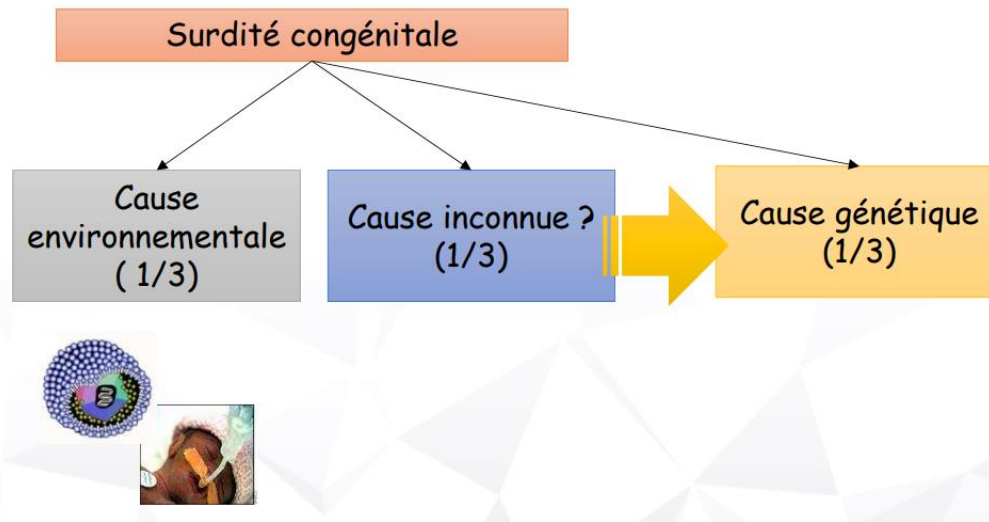 Surdité congénitale
Cause
environnementale
( 1/3)
Cause inconnue ?
(1/3)
Cause génétique
(1/3)